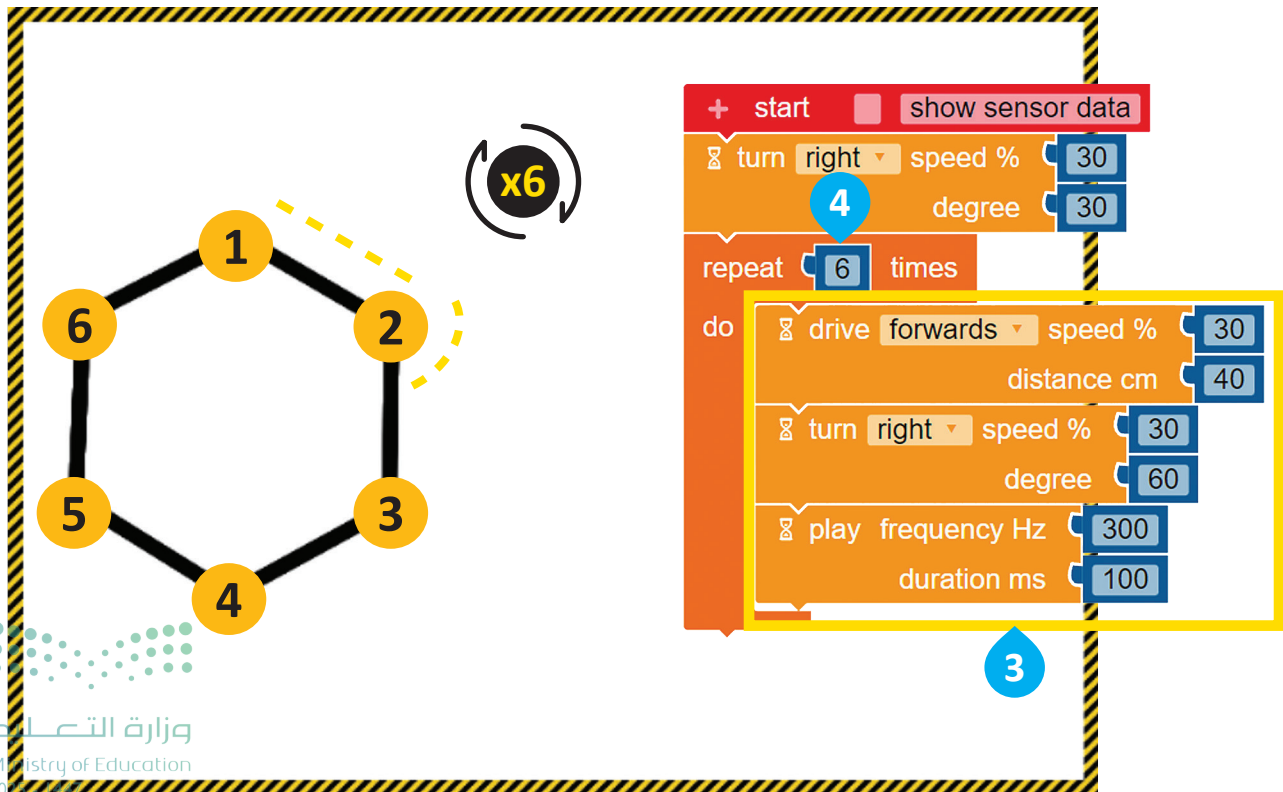 x6
1
2
3
4
5
6
+ start show sensor data
turn right speed % 30
degree 30
4
repeat 6 times
do drive forwards speed % 30
distance cm 40
turn right speed % 30
degree 60
play frequency Hz 300
duration ms 100
3
وزارة التعليم
Ministry of Education